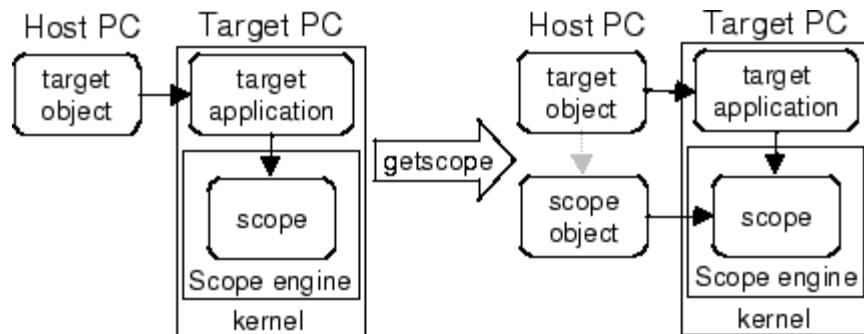 Host PC
Target PC
target
object
target
application
scope
Scope engine
kernel
getscope
Host PC
Target PC
target
object
target
application
scope
object
scope
Scope engine
kernel